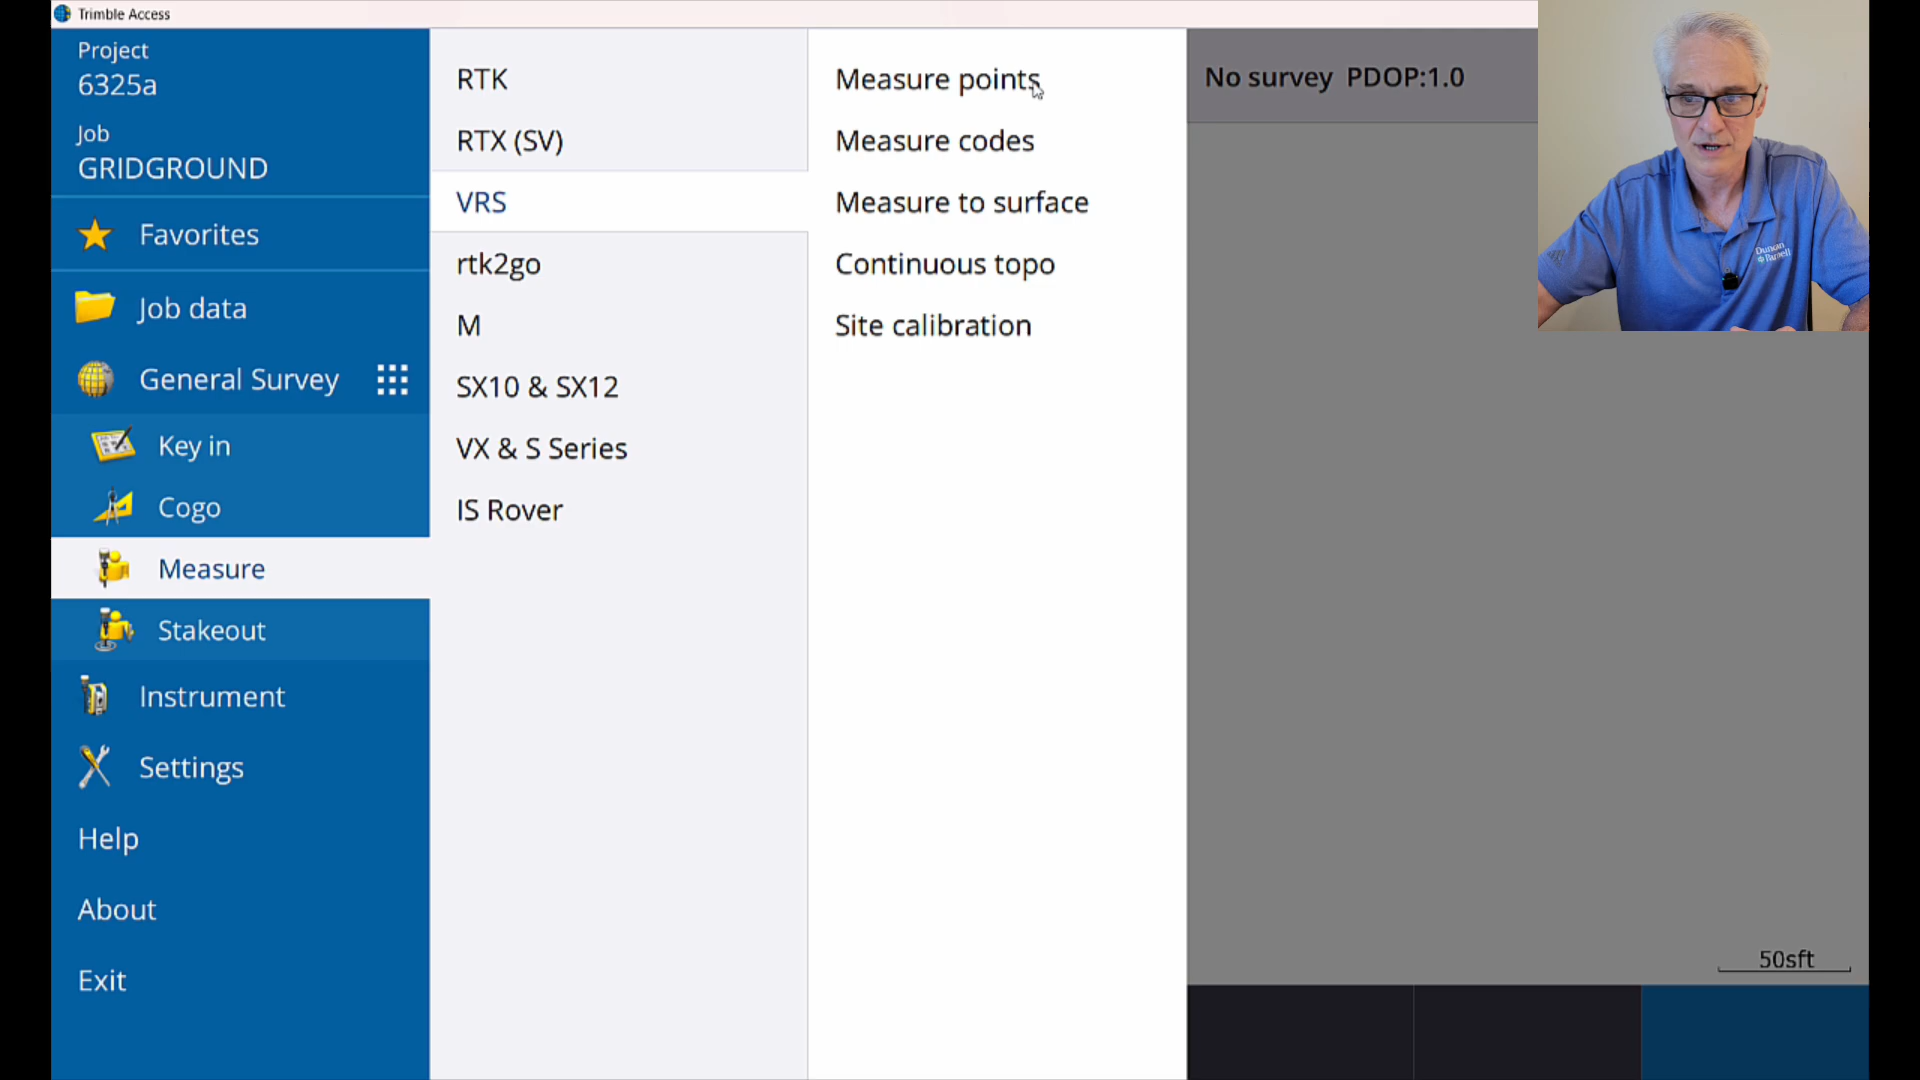 Trimble Access
Project
6325a
Job
GRIDGROUND
Favorites
Job data
General Survey
Key in
Cogo
Measure
Stakeout
Instrument
Settings
Help
About
Exit
RTK
RTX (SV)
VRS
rtk2go
M
SX10 & SX12
VX & S Series
IS Rover
Measure points
Measure codes
Measure to surface
Continuous topo
Site calibration
No survey PDOP:1.0
50sft
Duncan
Parnell